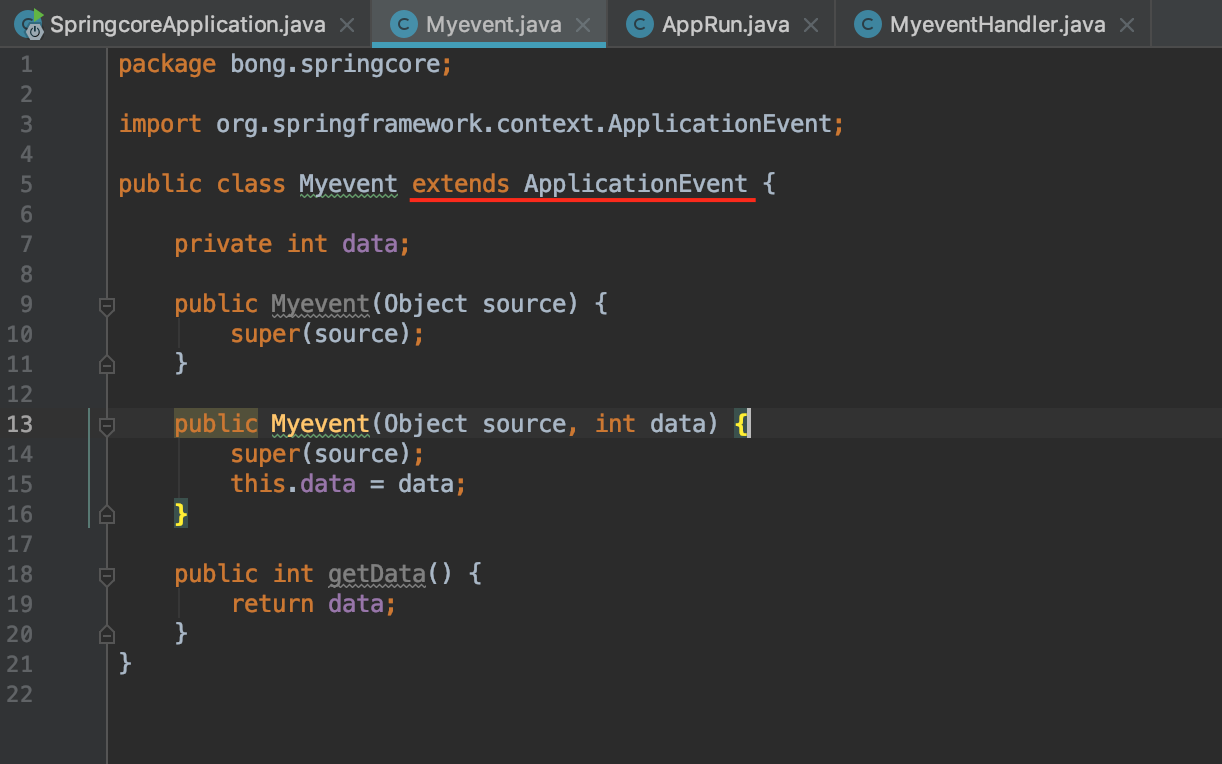 SpringcoreApplication.java Myevent.java AppRun.java MyeventHandler.java
1 package bong.springcore;
2
3 import org.springframework.context.ApplicationEvent;
4
5 public class Myevent extends ApplicationEvent {
6
7     private int data;
8
9     public Myevent(Object source) {
10         super(source);
11     }
12
13     public Myevent(Object source, int data) {
14         super(source);
15         this.data = data;
16     }
17
18     public int getData() {
19         return data;
20     }
21 }
22